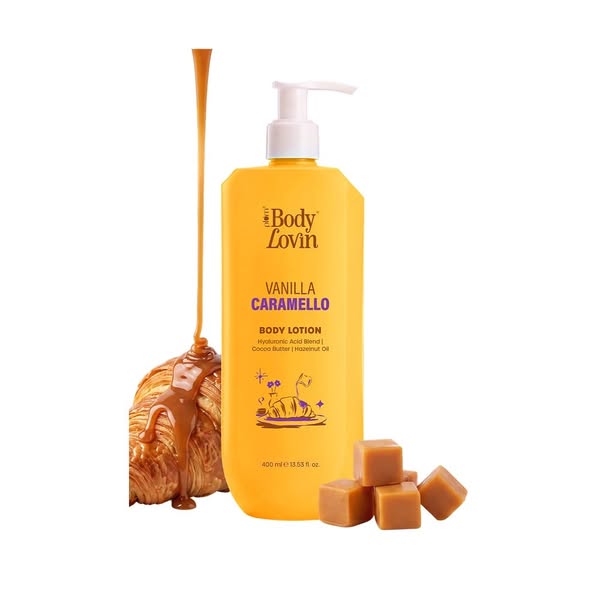 plum®
Body
Lovin'
VANILLA
CARAMELLO
BODY LOTION
Hyaluronic Acid Blend |
Cocoa Butter | Hazelnut Oil
400 ml ℮ 13.53 fl. oz.